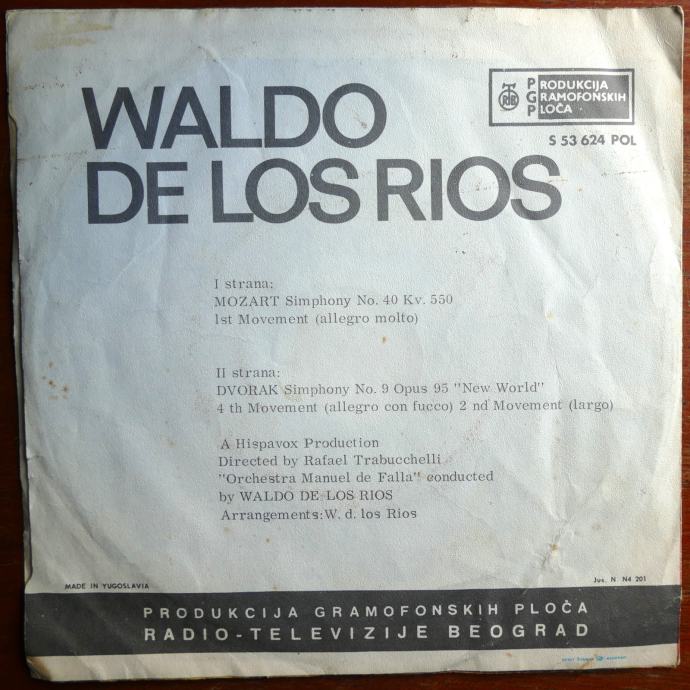 WALDO
DE LOS RIOS
RTB
PRODUKCIJA
GRAMOFONSKIH
PLOČA
S 53 624 POL
I strana:
MOZART Simphony No. 40 Kv. 550
1st Movement (allegro molto)
II strana:
DVORAK Simphony No. 9 Opus 95 "New World"
4 th Movement (allegro con fucco) 2 nd Movement (largo)
A Hispavox Production
Directed by Rafael Trabucchelli
"Orchestra Manuel de Falla" conducted
by WALDO DE LOS RIOS
Arrangements:W. d. los Rios
MADE IN YUGOSLAVIA
Jus. N. N4 201
PRODUKCIJA GRAMOFONSKIH PLOČA
RADIO-TELEVIZIJE BEOGRAD